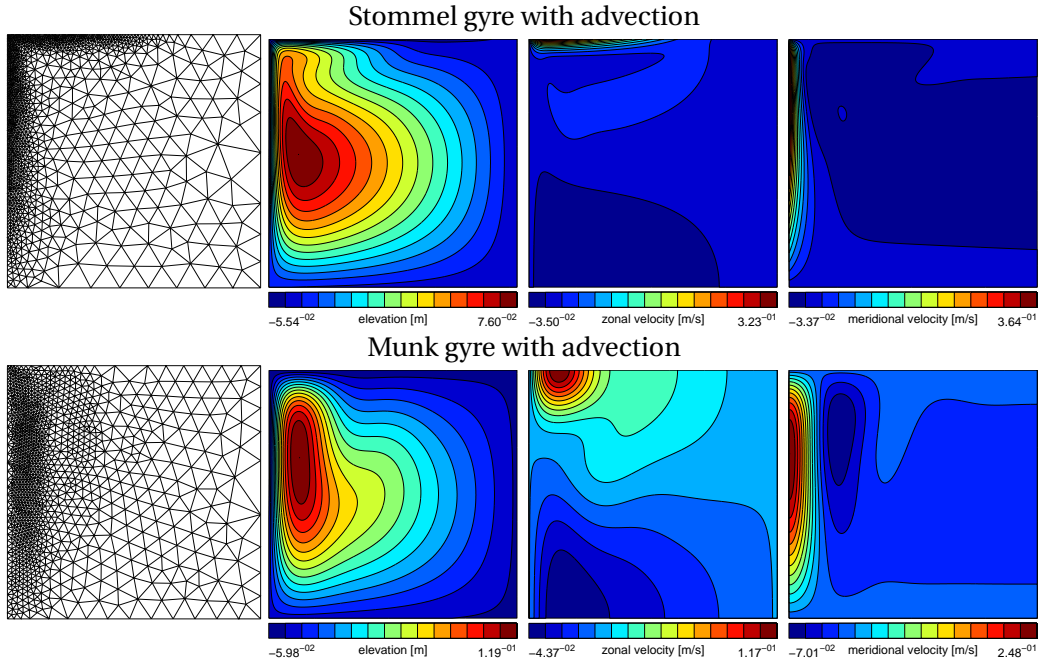 Stommel gyre with advection
−5.54−02 elevation [m] 7.60−02
−3.50−02 zonal velocity [m/s] 3.23−01
−3.37−02 meridional velocity [m/s] 3.64−01
Munk gyre with advection
−5.98−02 elevation [m] 1.19−01
−4.37−02 zonal velocity [m/s] 1.17−01
−7.01−02 meridional velocity [m/s] 2.48−01